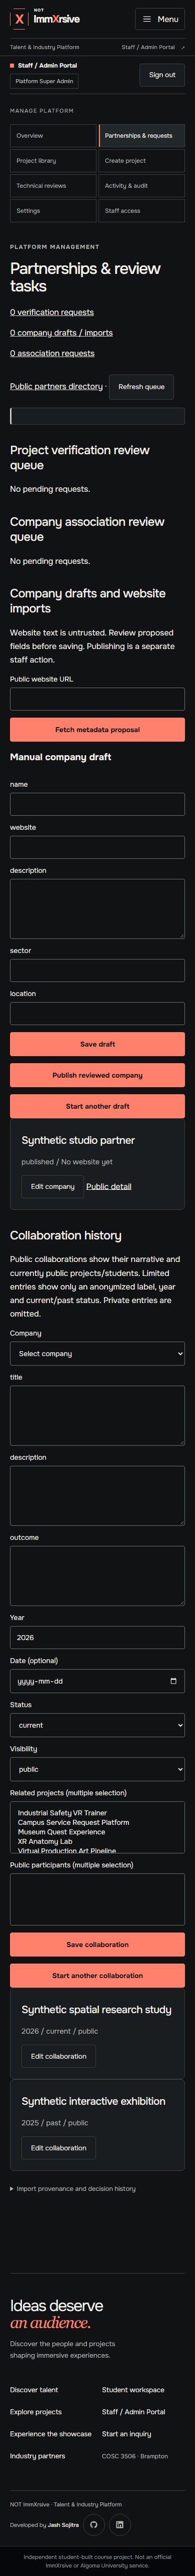 NOT
ImmXrsive
Menu
Talent & Industry Platform
Staff / Admin Portal ↗
Staff / Admin Portal
Platform Super Admin
Sign out
MANAGE PLATFORM
Overview
Partnerships & requests
Project library
Create project
Technical reviews
Activity & audit
Settings
Staff access
PLATFORM MANAGEMENT
Partnerships & review
tasks
0 verification requests
0 company drafts / imports
0 association requests
Public partners directory ·
Refresh queue
Project verification review
queue
No pending requests.
Company association review
queue
No pending requests.
Company drafts and website
imports
Website text is untrusted. Review proposed
fields before saving. Publishing is a separate
staff action.
Public website URL
Fetch metadata proposal
Manual company draft
name
website
description
sector
location
Save draft
Publish reviewed company
Start another draft
Synthetic studio partner
published / No website yet
Edit company
Public detail
Collaboration history
Public collaborations show their narrative and
currently public projects/students. Limited
entries show only an anonymized label, year
and current/past status. Private entries are
omitted.
Company
Select company
title
description
outcome
Year
2026
Date (optional)
yyyy-mm-dd
Status
current
Visibility
public
Related projects (multiple selection)
Industrial Safety VR Trainer
Campus Service Request Platform
Museum Quest Experience
XR Anatomy Lab
Virtual Production Art Pipeline
Public participants (multiple selection)
Save collaboration
Start another collaboration
Synthetic spatial research study
2026 / current / public
Edit collaboration
Synthetic interactive exhibition
2025 / past / public
Edit collaboration
Import provenance and decision history
Ideas deserve
an audience.
Discover the people and projects
shaping immersive experiences.
Discover talent
Student workspace
Explore projects
Staff / Admin Portal
Experience the showcase
Start an inquiry
Industry partners
COSC 3506 · Brampton
NOT ImmXrsive · Talent & Industry Platform
Developed by Jash Sojitra
Independent student-built course project. Not an official
ImmXrsive or Algoma University service.